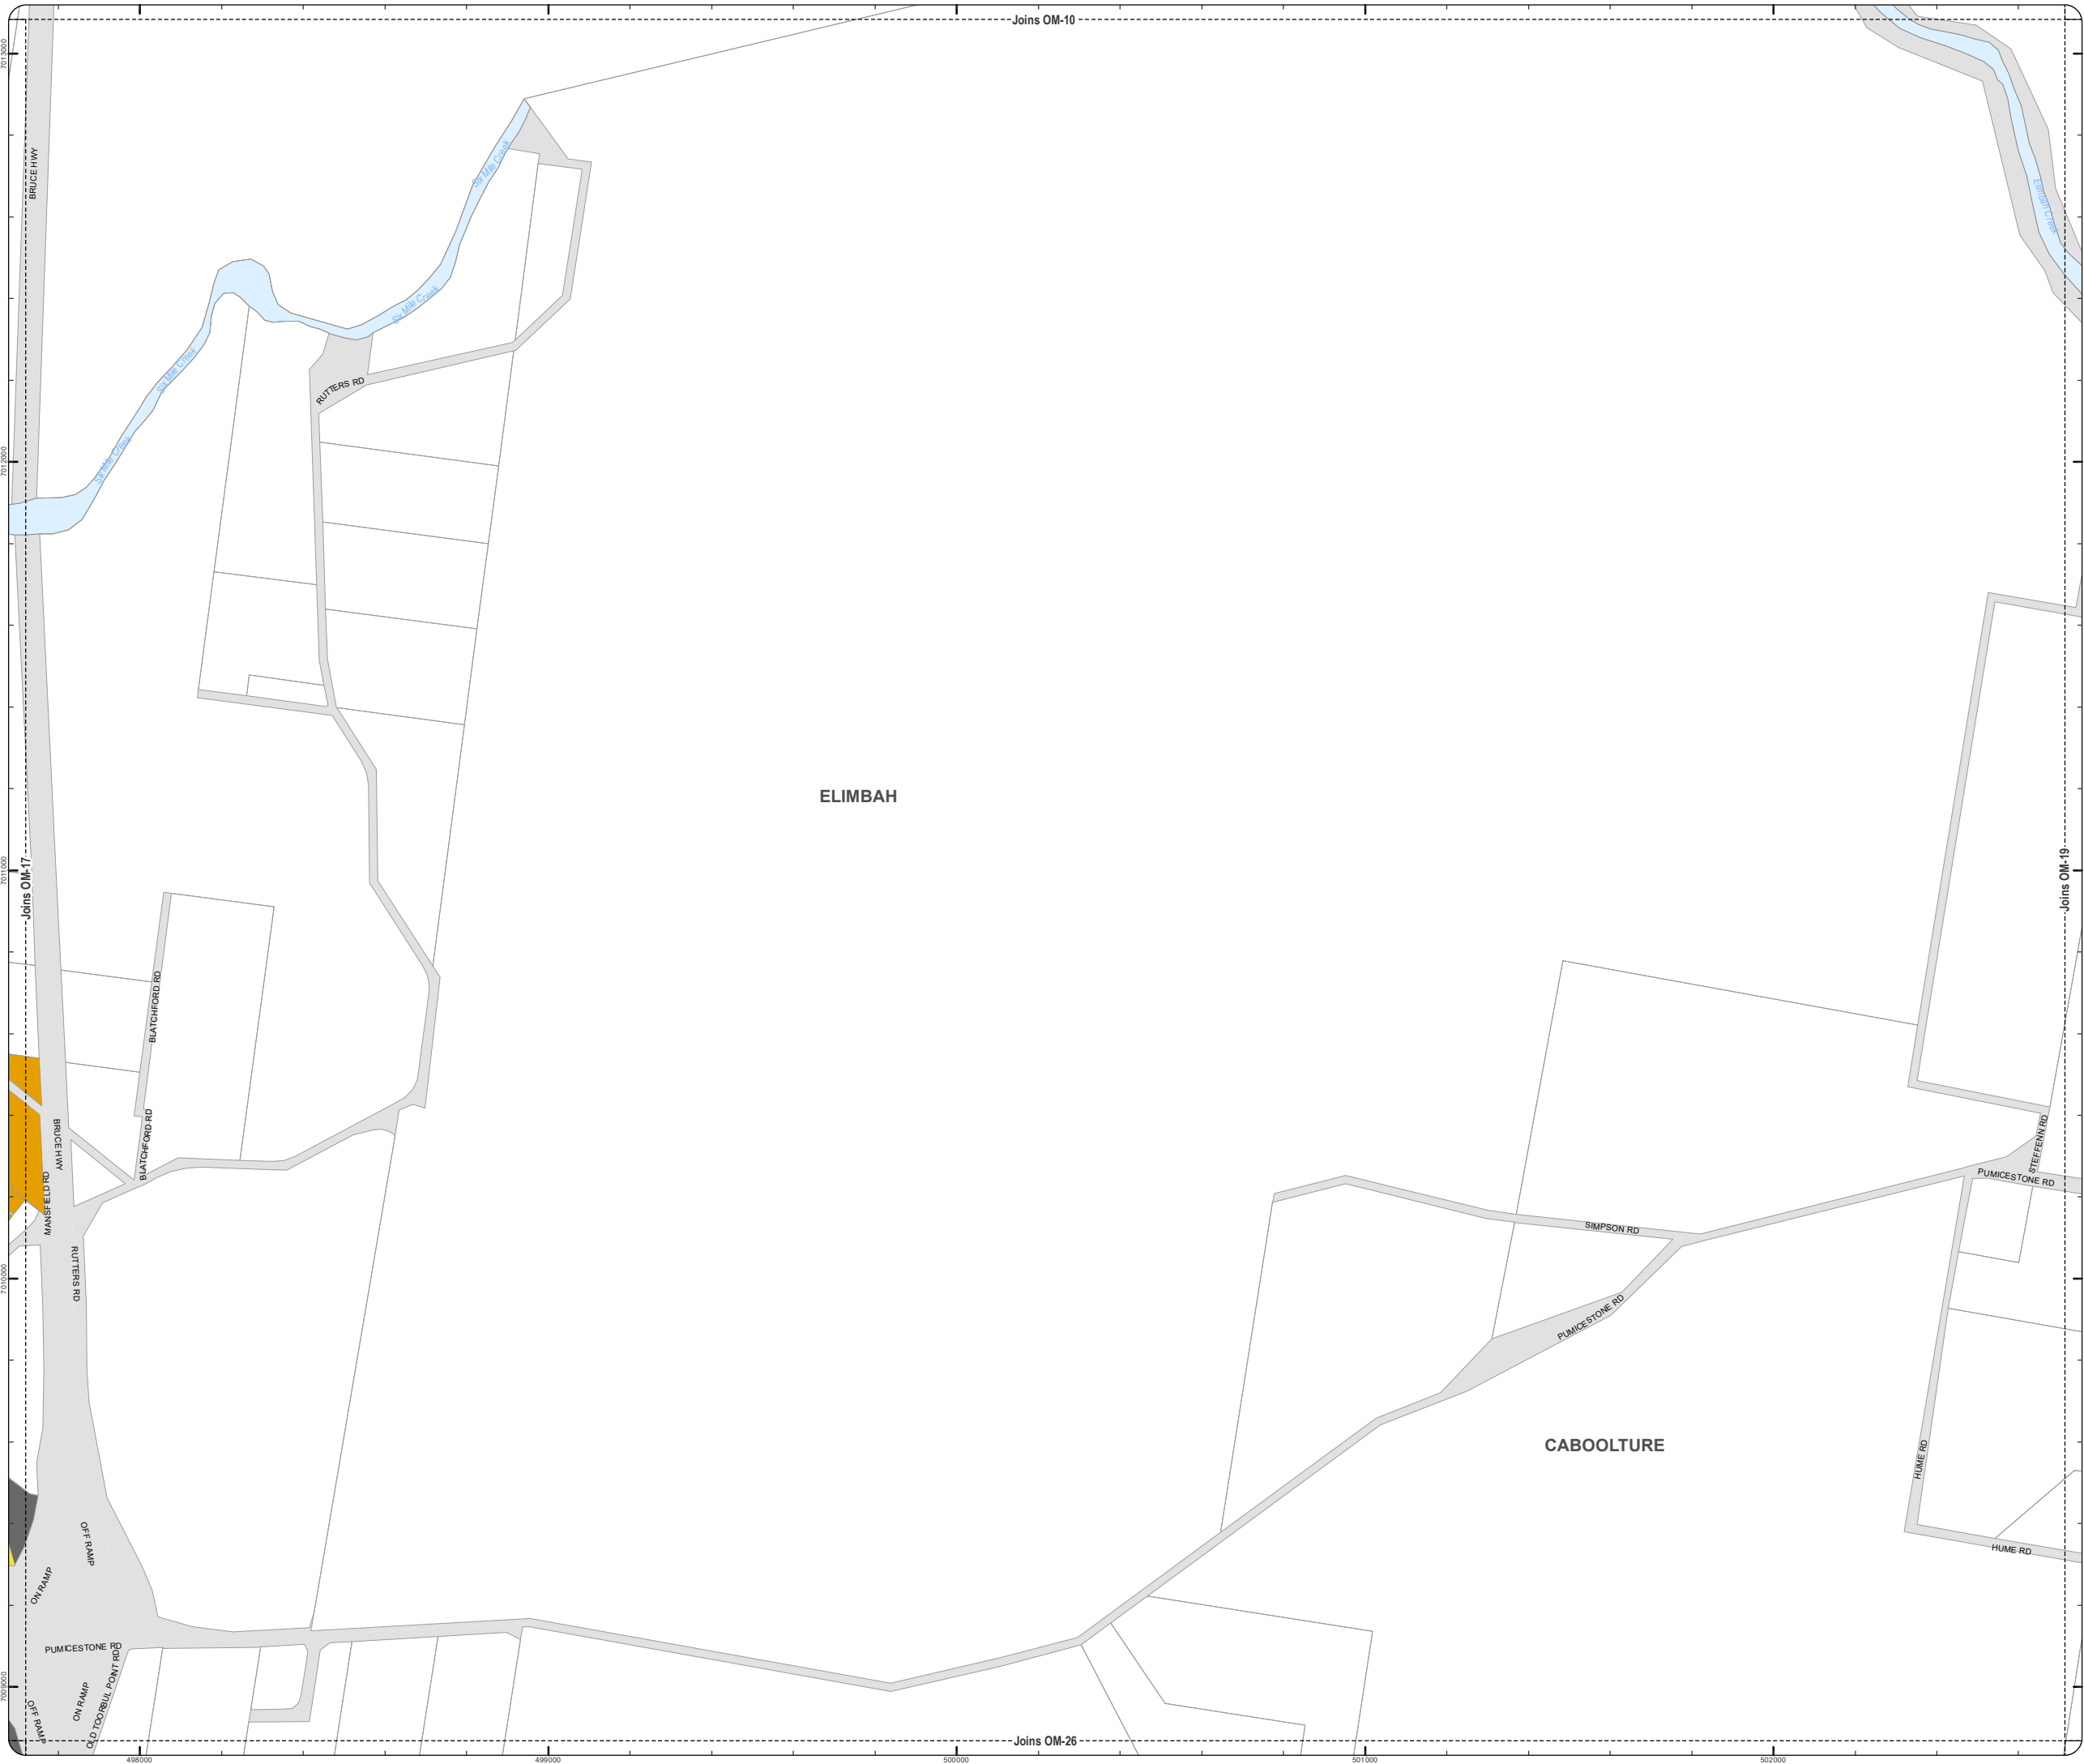 Joins OM-10
7013000
BRUCE HWY
Six Mile Creek
Elimbah Creek
Six Mile Creek
Six Mile Creek
RUTTERS RD
Six Mile Creek
7012000
ELIMBAH
7011000
Joins OM-17
Joins OM-19
BLATCHFORD RD
BRUCE HWY
BLATCHFORD RD
MANSFIELD RD
STEFFENN RD
PUMICESTONE RD
SIMPSON RD
RUTTERS RD
7010000
PUMICESTONE RD
CABOOLTURE
HUME RD
OFF RAMP
HUME RD
ON RAMP
PUMICESTONE RD
OLD TOORBUL POINT RD
ON RAMP
OFF RAMP
7009000
Joins OM-26
498000
499000
500000
501000
502000